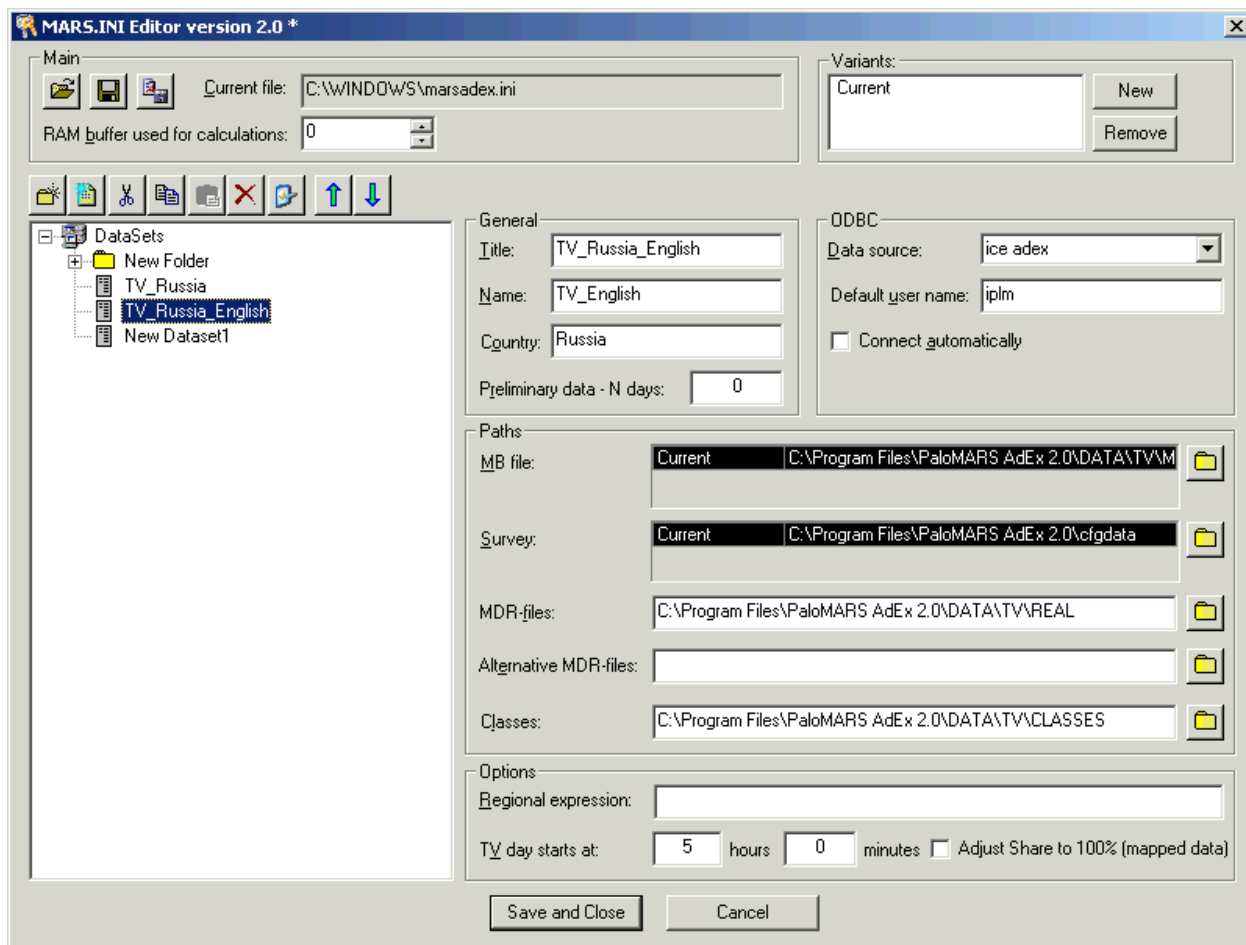 MARS.INI Editor version 2.0 *
Main
Current file: C:\WINDOWS\marsadex.ini
RAM buffer used for calculations: 0
Variants:
Current
New
Remove
DataSets
New Folder
TV_Russia
TV_Russia_English
New Dataset1
General
Title: TV_Russia_English
Name: TV_English
Country: Russia
Preliminary data - N days: 0
ODBC
Data source: ice adex
Default user name: iplm
Connect automatically
Paths
MB file: Current C:\Program Files\PaloMARS AdEx 2.0\DATA\TV\M
Survey: Current C:\Program Files\PaloMARS AdEx 2.0\cfgdata
MDR-files: C:\Program Files\PaloMARS AdEx 2.0\DATA\TV\REAL
Alternative MDR-files:
Classes: C:\Program Files\PaloMARS AdEx 2.0\DATA\TV\CLASSES
Options
Regional expression:
TV day starts at: 5 hours 0 minutes Adjust Share to 100% (mapped data)
Save and Close
Cancel